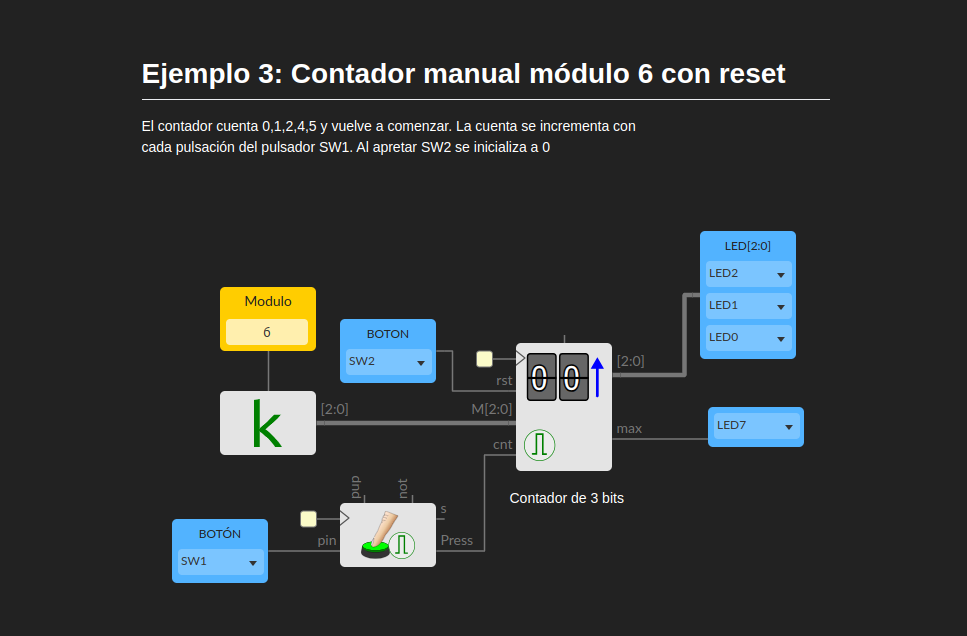 Ejemplo 3: Contador manual módulo 6 con reset
El contador cuenta 0,1,2,4,5 y vuelve a comenzar. La cuenta se incrementa con
cada pulsación del pulsador SW1. Al apretar SW2 se inicializa a 0
LED[2:0]
LED2
LED1
LED0
Modulo
6
BOTON
SW2
rst
00
[2:0]
k
[2:0]
M[2:0]
cnt
max
LED7
Contador de 3 bits
pup
not
s
pin
Press
BOTÓN
SW1